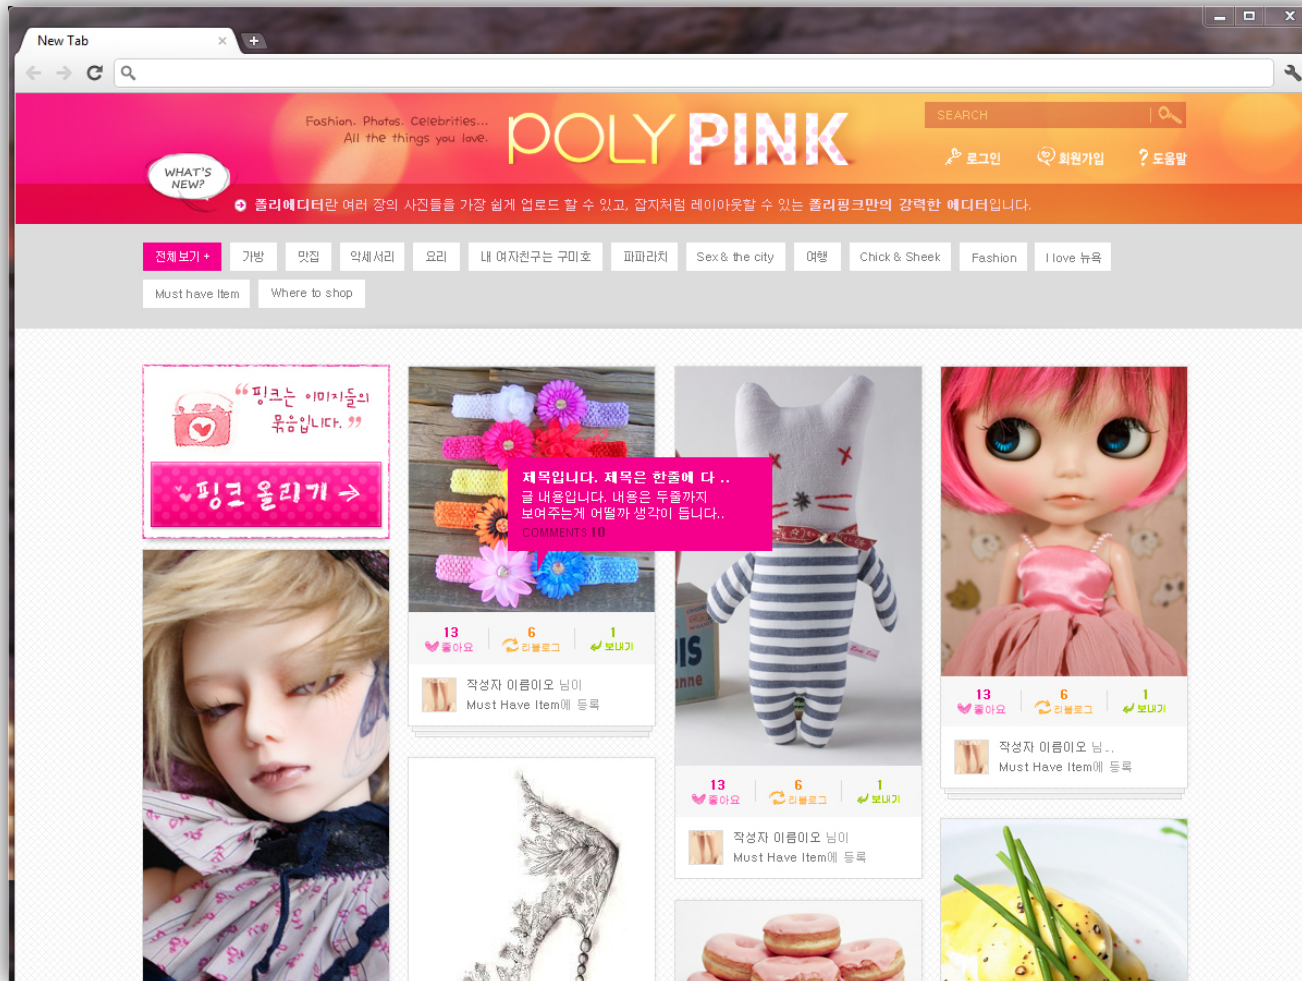 New Tab
Fashion. Photos. Celebrities...
All the things you love.
POLYPINK
SEARCH
로그인
회원가입
도움말
WHAT'S
NEW?
폴리에디터란 여러 장의 사진들을 가장 쉽게 업로드 할 수 있고, 잡지처럼 레이아웃할 수 있는 폴리핑크만의 강력한 에디터입니다.
전체보기 +
가방
맛집
악세서리
요리
내 여자친구는 구미호
파파라치
Sex & the city
여행
Chick & Sheek
Fashion
I love 뉴욕
Must have Item
Where to shop
“핑크는 이미지들의
묶음입니다.”
핑크 올리기
제목입니다. 제목은 한줄에 다 ..
글 내용입니다. 내용은 두줄까지
보여주는게 어떨까 생각이 듭니다..
COMMENTS 10
13
좋아요
6
리블로그
1
보내기
작성자 이름이오 님이
Must Have Item에 등록
13
좋아요
6
리블로그
1
보내기
작성자 이름이오 님이
Must Have Item에 등록
13
좋아요
6
리블로그
1
보내기
작성자 이름이오 님..,
Must Have Item에 등록